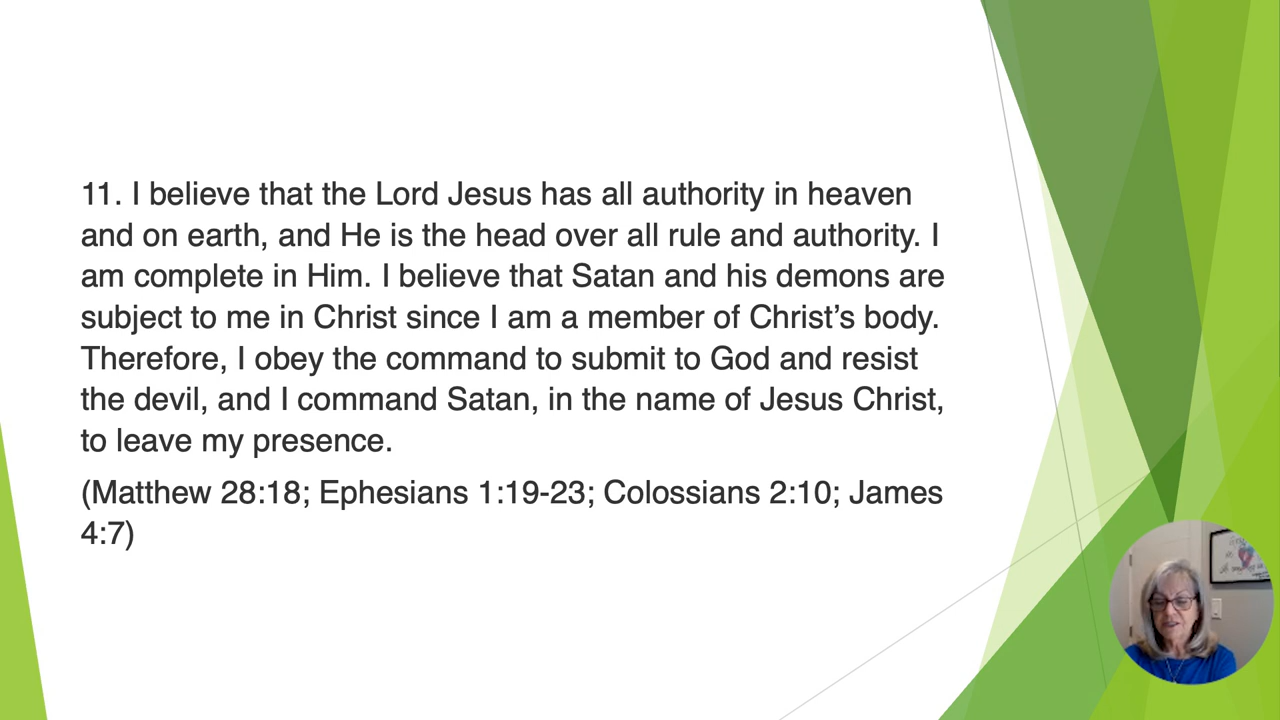 11. I believe that the Lord Jesus has all authority in heaven
and on earth, and He is the head over all rule and authority. I
am complete in Him. I believe that Satan and his demons are
subject to me in Christ since I am a member of Christ’s body.
Therefore, I obey the command to submit to God and resist
the devil, and I command Satan, in the name of Jesus Christ,
to leave my presence.
(Matthew 28:18; Ephesians 1:19-23; Colossians 2:10; James
4:7)